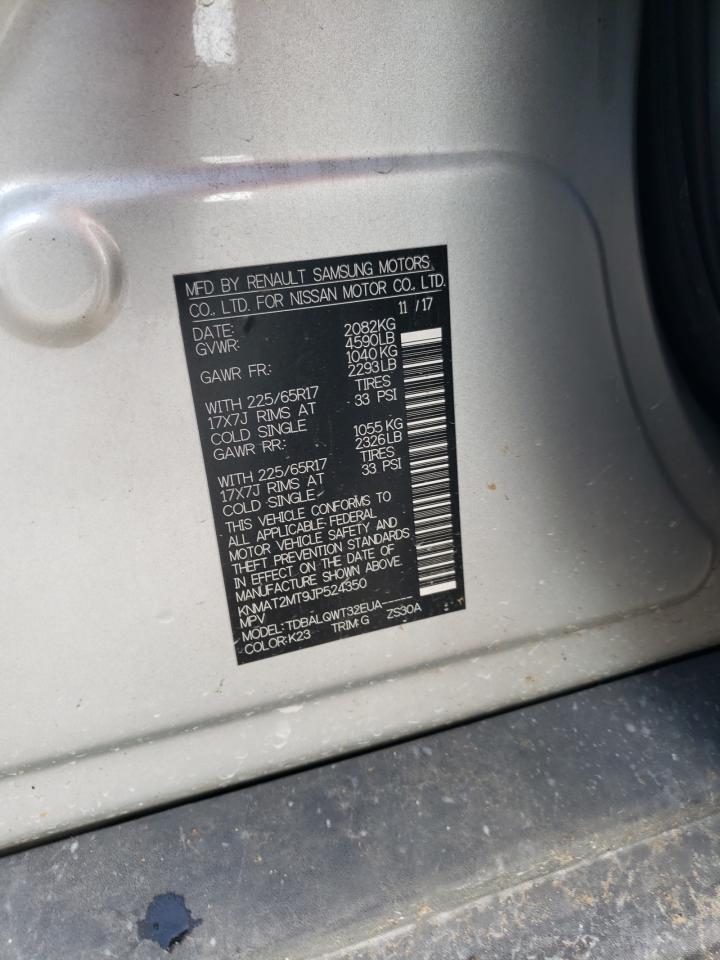 MFD BY RENAULT SAMSUNG MOTORS
CO., LTD. FOR NISSAN MOTOR CO., LTD.
DATE: 11 /17
GVWR: 2082KG
4590LB
GAWR FR: 1040KG
2293LB
WITH 225/65R17 TIRES
17X7J RIMS AT 33 PSI
COLD SINGLE
GAWR RR: 1055 KG
2326LB
WITH 225/65R17 TIRES
17X7J RIMS AT 33 PSI
COLD SINGLE
THIS VEHICLE CONFORMS TO
ALL APPLICABLE FEDERAL
MOTOR VEHICLE SAFETY AND
THEFT PREVENTION STANDARDS
IN EFFECT ON THE DATE OF
MANUFACTURE SHOWN ABOVE.
KNMAT2MT9JP524350
MPV
MODEL: TDBALQWT32EUA-----
COLOR:K23 TRIM:G ZS30A